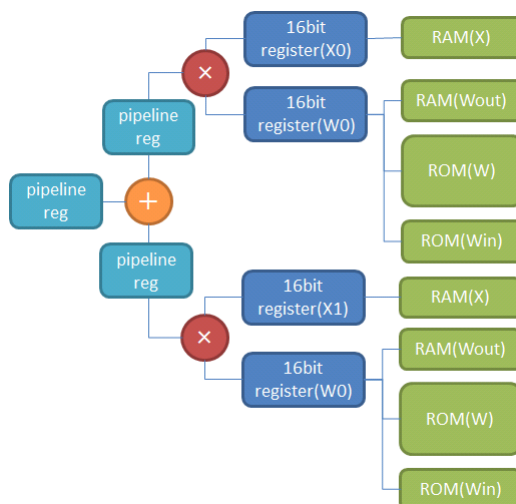 16bit
register(X0)
RAM(X)
×
16bit
register(W0)
RAM(Wout)
pipeline
reg
ROM(W)
pipeline
reg
+
ROM(Win)
pipeline
reg
16bit
register(X1)
RAM(X)
×
RAM(Wout)
16bit
register(W0)
ROM(W)
ROM(Win)